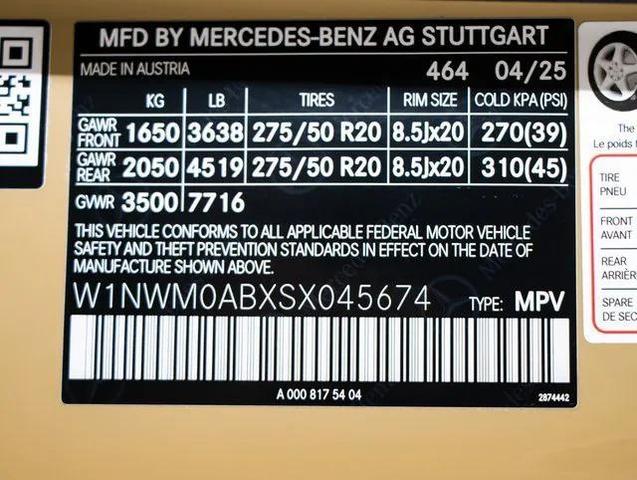 MFD BY MERCEDES-BENZ AG STUTTGART
MADE IN AUSTRIA 464 04/25
KG LB TIRES RIM SIZE COLD KPA(PSI)
GAWR FRONT 1650 3638 275/50 R20 8.5Jx20 270(39)
GAWR REAR 2050 4519 275/50 R20 8.5Jx20 310(45)
GVWR 3500 7716
THIS VEHICLE CONFORMS TO ALL APPLICABLE FEDERAL MOTOR VEHICLE
SAFETY AND THEFT PREVENTION STANDARDS IN EFFECT ON THE DATE OF
MANUFACTURE SHOWN ABOVE.
W1NWM0ABXSX045674 TYPE: MPV
A 000 817 54 04
2874442
The
Le poids
TIRE
PNEU
FRONT
AVANT
REAR
SPARE
DE